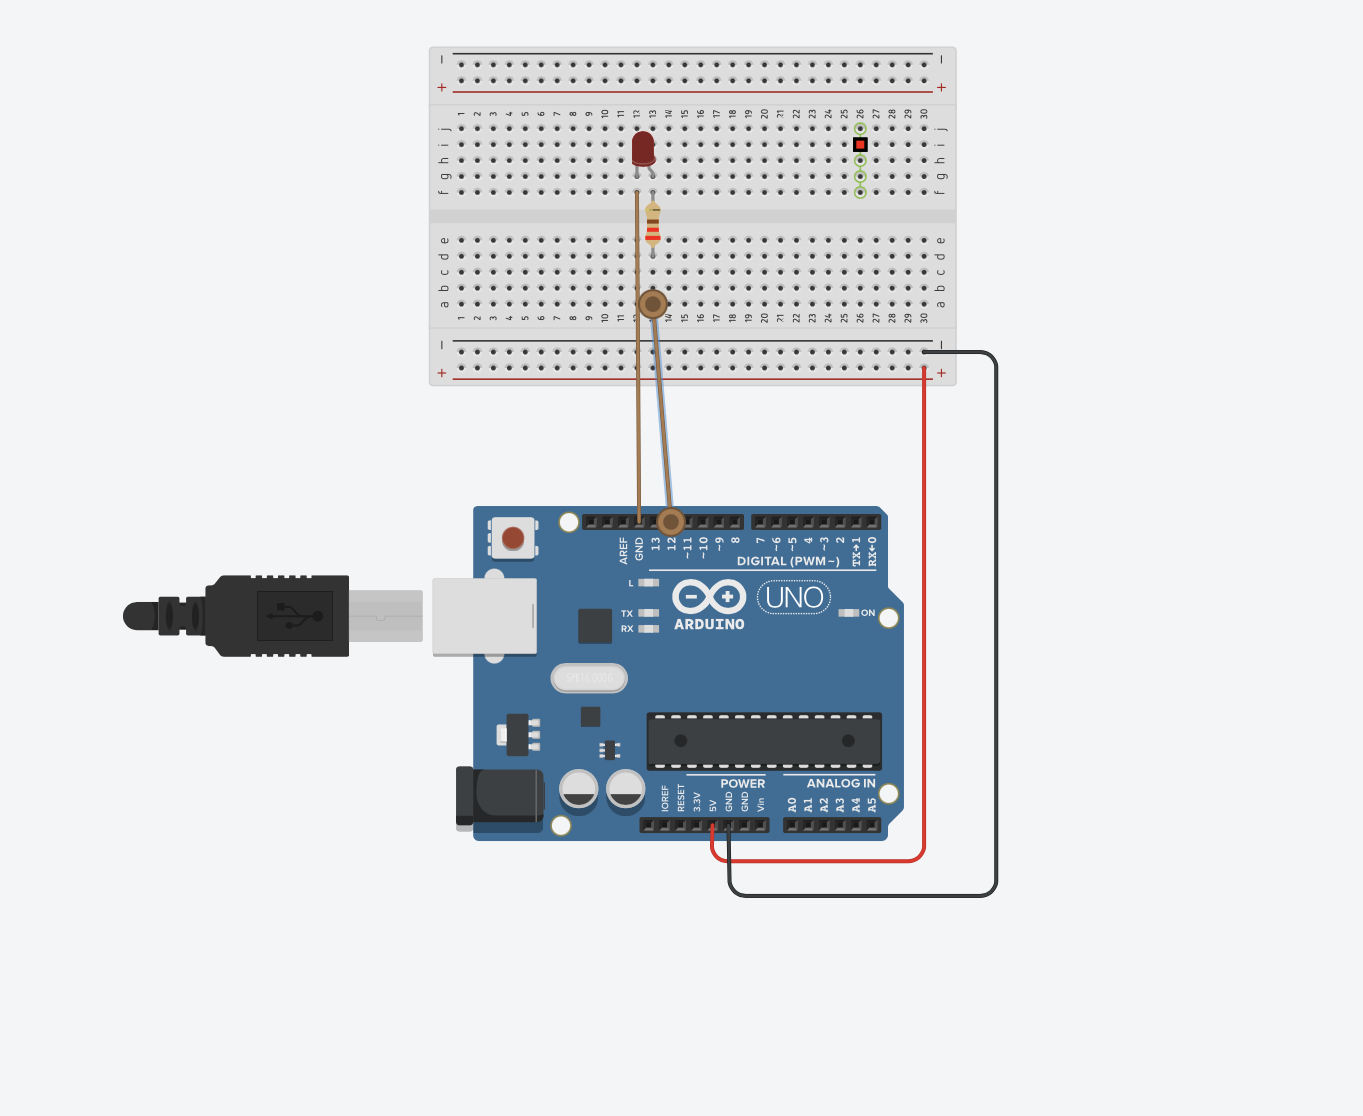 − −
+ +
1 2 3 4 5 6 7 8 9 10 11 12 13 14 15 16 17 18 19 20 21 22 23 24 25 26 27 28 29 30
j j
i i
h h
g g
f f
e e
d d
c c
b b
a a
1 2 3 4 5 6 7 8 9 10 11 14 15 16 17 18 19 20 21 22 23 24 25 26 27 28 29 30
− −
+ +
AREF GND 13 12 ~11 ~10 ~9 8 7 ~6 ~5 4 ~3 2 TX→1 RX←0
DIGITAL (PWM~)
L
TX
RX
UNO
ON
ARDUINO
SPK16.000G
POWER ANALOG IN
IOREF RESET 3.3V 5V GND GND Vin A0 A1 A2 A3 A4 A5